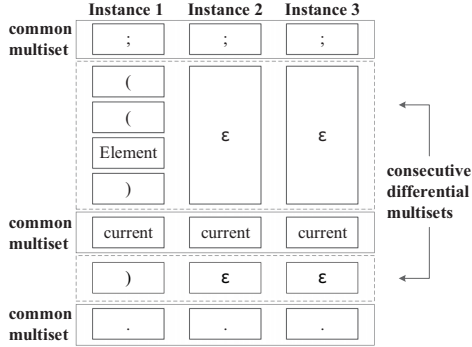 Instance 1 Instance 2 Instance 3
common
multiset
; ; ;
(
(
Element
)
ε ε
consecutive
differential
multisets
common
multiset
current current current
) ε ε
common
multiset
. . .